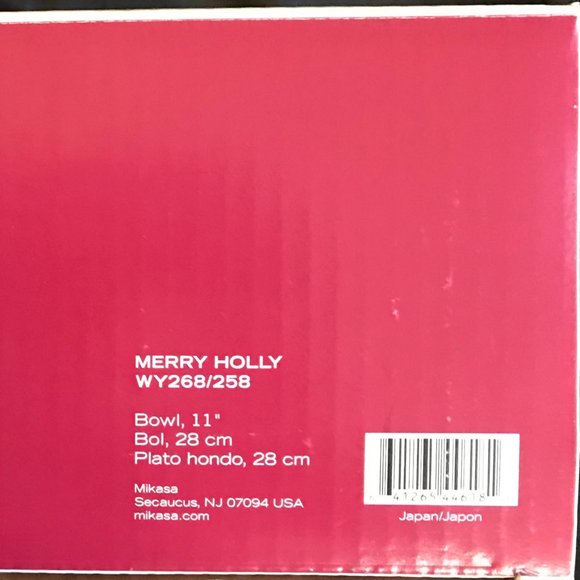 MERRY HOLLY
WY268/258
Bowl, 11"
Bol, 28 cm
Plato hondo, 28 cm
Mikasa
Secaucus, NJ 07094 USA
mikasa.com
Japan/Japon